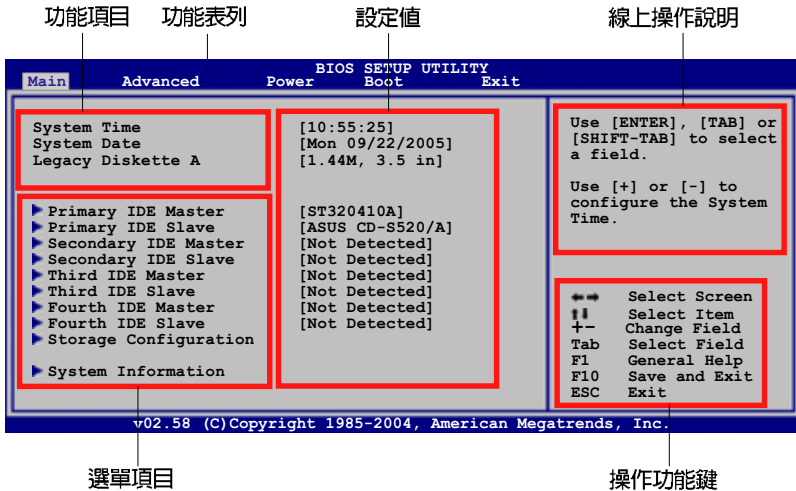 功能項目 功能表列 設定值 線上操作說明
BIOS SETUP UTILITY
Main Advanced Power Boot Exit
System Time [10:55:25]
System Date [Mon 09/22/2005]
Legacy Diskette A [1.44M, 3.5 in]
Primary IDE Master [ST320410A]
Primary IDE Slave [ASUS CD-S520/A]
Secondary IDE Master [Not Detected]
Secondary IDE Slave [Not Detected]
Third IDE Master [Not Detected]
Third IDE Slave [Not Detected]
Fourth IDE Master [Not Detected]
Fourth IDE Slave [Not Detected]
Storage Configuration
System Information
Use [ENTER], [TAB] or
[SHIFT-TAB] to select
a field.
Use [+] or [-] to
configure the System
Time.
←→ Select Screen
↑↓ Select Item
+- Change Field
Tab Select Field
F1 General Help
F10 Save and Exit
ESC Exit
v02.58 (C)Copyright 1985-2004, American Megatrends, Inc.
選單項目 操作功能鍵